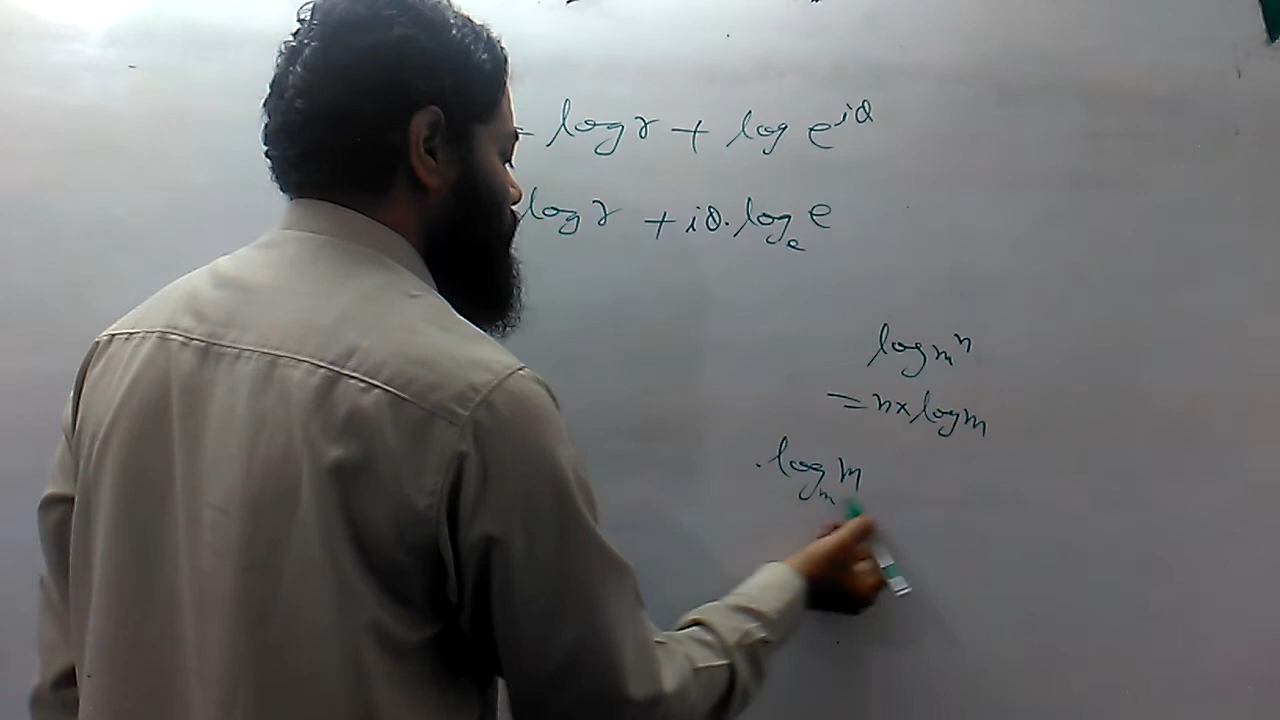 = log r + log e^{iθ}
log r + iθ. log_e e
log m^n
= n x log m
. log_m m